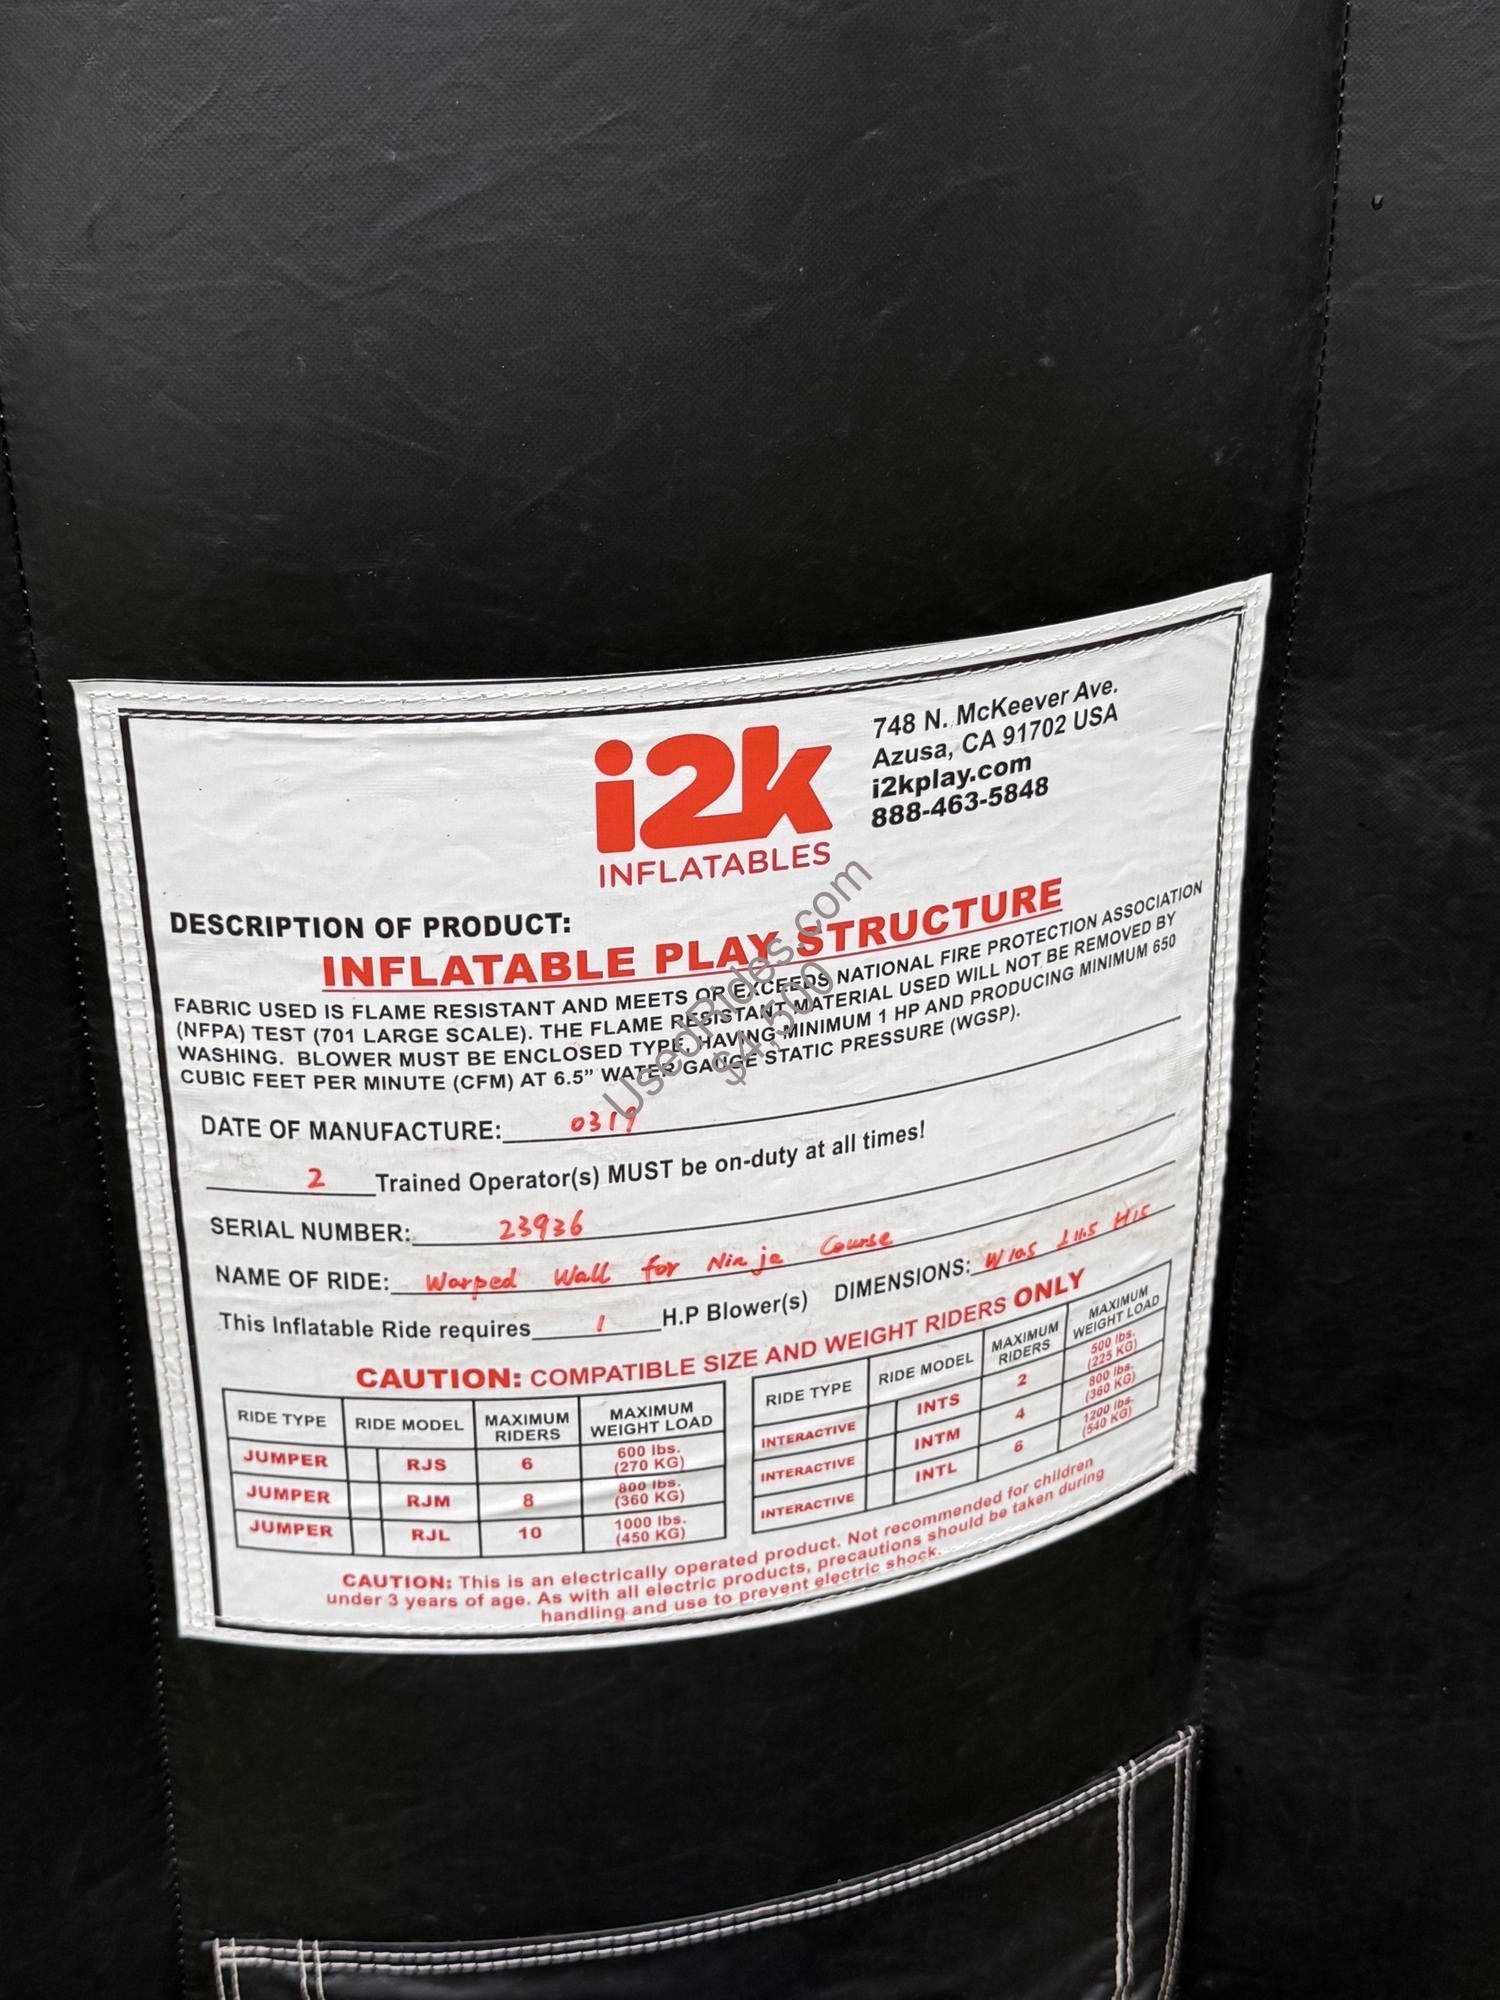 i2k
INFLATABLES
748 N. McKeever Ave.
Azusa, CA 91702 USA
i2kplay.com
888-463-5848
DESCRIPTION OF PRODUCT:
INFLATABLE PLAY STRUCTURE
FABRIC USED IS FLAME RESISTANT AND MEETS OR EXCEEDS NATIONAL FIRE PROTECTION ASSOCIATION
(NFPA) TEST (701 LARGE SCALE). THE FLAME RESISTANT MATERIAL USED WILL NOT BE REMOVED BY
WASHING. BLOWER MUST BE ENCLOSED TYPE, HAVING MINIMUM 1 HP AND PRODUCING MINIMUM 650
CUBIC FEET PER MINUTE (CFM) AT 6.5” WATER GAUGE STATIC PRESSURE (WGSP).
UsedRides.com
$4,500
DATE OF MANUFACTURE: 0319
2 Trained Operator(s) MUST be on-duty at all times!
SERIAL NUMBER: 23936
NAME OF RIDE: Warped Wall for Ninja Course
This Inflatable Ride requires 1 H.P Blower(s) DIMENSIONS: W10.5 L11.5 H15
CAUTION: COMPATIBLE SIZE AND WEIGHT RIDERS ONLY
RIDE TYPE RIDE MODEL MAXIMUM RIDERS MAXIMUM WEIGHT LOAD
JUMPER RJS 6 600 lbs. (270 KG)
JUMPER RJM 8 800 lbs. (360 KG)
JUMPER RJL 10 1000 lbs. (450 KG)
RIDE TYPE RIDE MODEL MAXIMUM RIDERS MAXIMUM WEIGHT LOAD
INTERACTIVE INTS 2 500 lbs. (225 KG)
INTERACTIVE INTM 4 800 lbs. (360 KG)
INTERACTIVE INTL 6 1200 lbs. (540 KG)
CAUTION: This is an electrically operated product. Not recommended for children
under 3 years of age. As with all electric products, precautions should be taken during
handling and use to prevent electric shock.